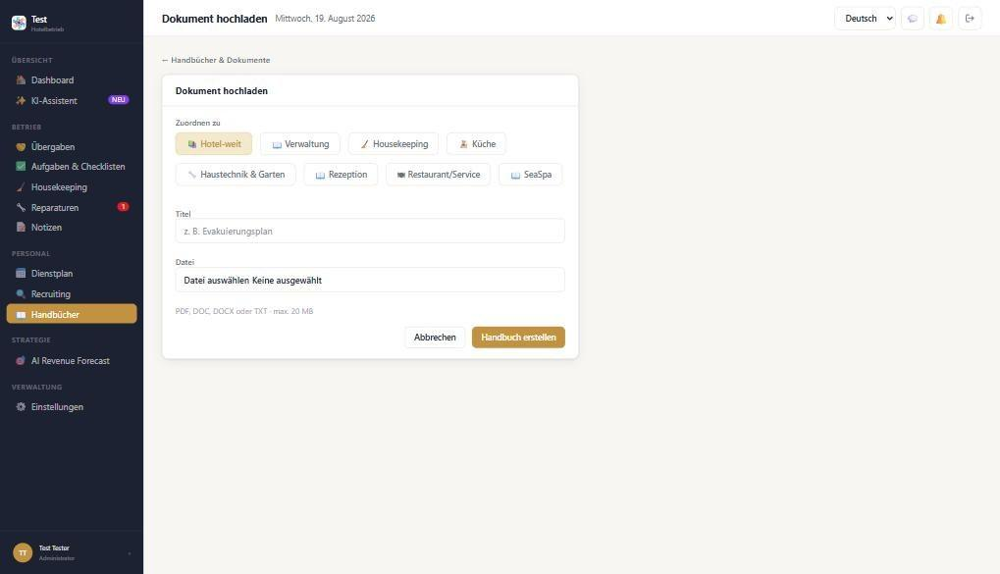 Test
Hotelbetrieb
Dokument hochladen Mittwoch, 19. August 2026
Deutsch
ÜBERSICHT
Dashboard
KI-Assistent NEU
BETRIEB
Übergaben
Aufgaben & Checklisten
Housekeeping
Reparaturen 1
Notizen
PERSONAL
Dienstplan
Recruiting
Handbücher
STRATEGIE
AI Revenue Forecast
VERWALTUNG
Einstellungen
TT
Test Tester
Administrator
← Handbücher & Dokumente
Dokument hochladen
Zuordnen zu
Hotel-weit Verwaltung Housekeeping Küche
Haustechnik & Garten Rezeption Restaurant/Service SeaSpa
Titel
z. B. Evakuierungsplan
Datei
Datei auswählen Keine ausgewählt
PDF, DOC, DOCX oder TXT · max. 20 MB
Abbrechen Handbuch erstellen